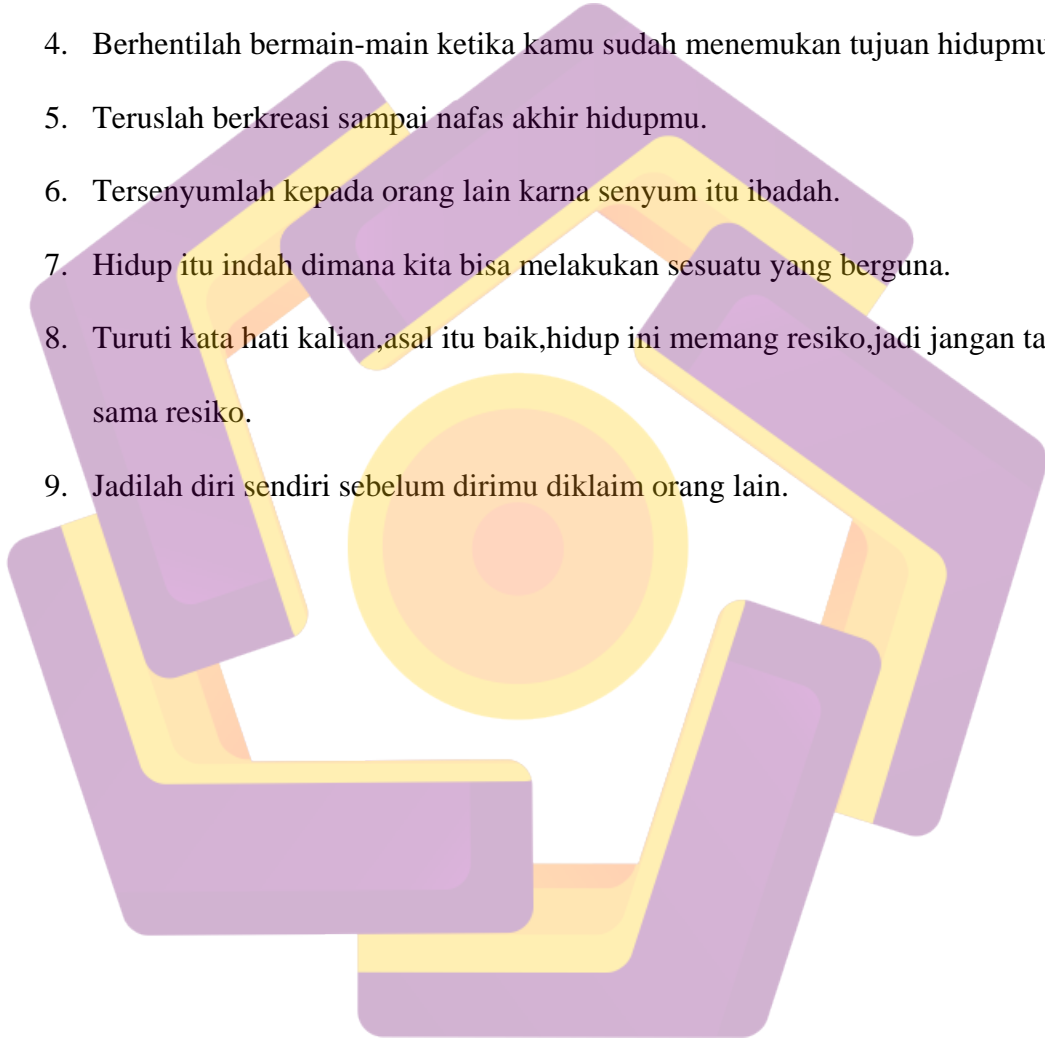 4. Berhentilah bermain-main ketika kamu sudah menemukan tujuan hidupmu
5. Teruslah berkreasi sampai nafas akhir hidupmu.
6. Tersenyumlah kepada orang lain karna senyum itu ibadah.
7. Hidup itu indah dimana kita bisa melakukan sesuatu yang berguna.
8. Turuti kata hati kalian,asal itu baik,hidup ini memang resiko,jadi jangan
sama resiko.
9. Jadilah diri sendiri sebelum dirimu diklaim orang lain.